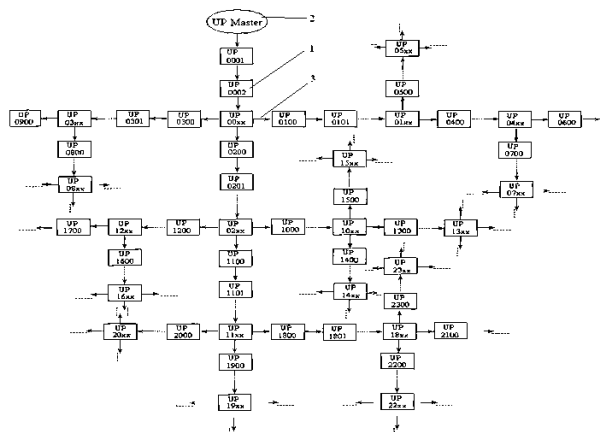 UP Master
2
UP
0001
1
UP
0002
3
UP
05xx
UP
0500
UP
0900
UP
03xx
UP
0301
UP
0300
UP
00xx
UP
0100
UP
0101
UP
01xx
UP
0400
UP
04xx
UP
0600
UP
0800
UP
0200
UP
15xx
UP
0700
UP
08xx
UP
0201
UP
1500
UP
07xx
UP
1700
UP
12xx
UP
1200
UP
02xx
UP
1000
UP
10xx
UP
1300
UP
13xx
UP
1600
UP
1100
UP
1400
UP
23xx
UP
16xx
UP
1101
UP
14xx
UP
2300
UP
20xx
UP
2000
UP
11xx
UP
1800
UP
1801
UP
18xx
UP
2100
UP
1900
UP
2200
UP
19xx
UP
22xx